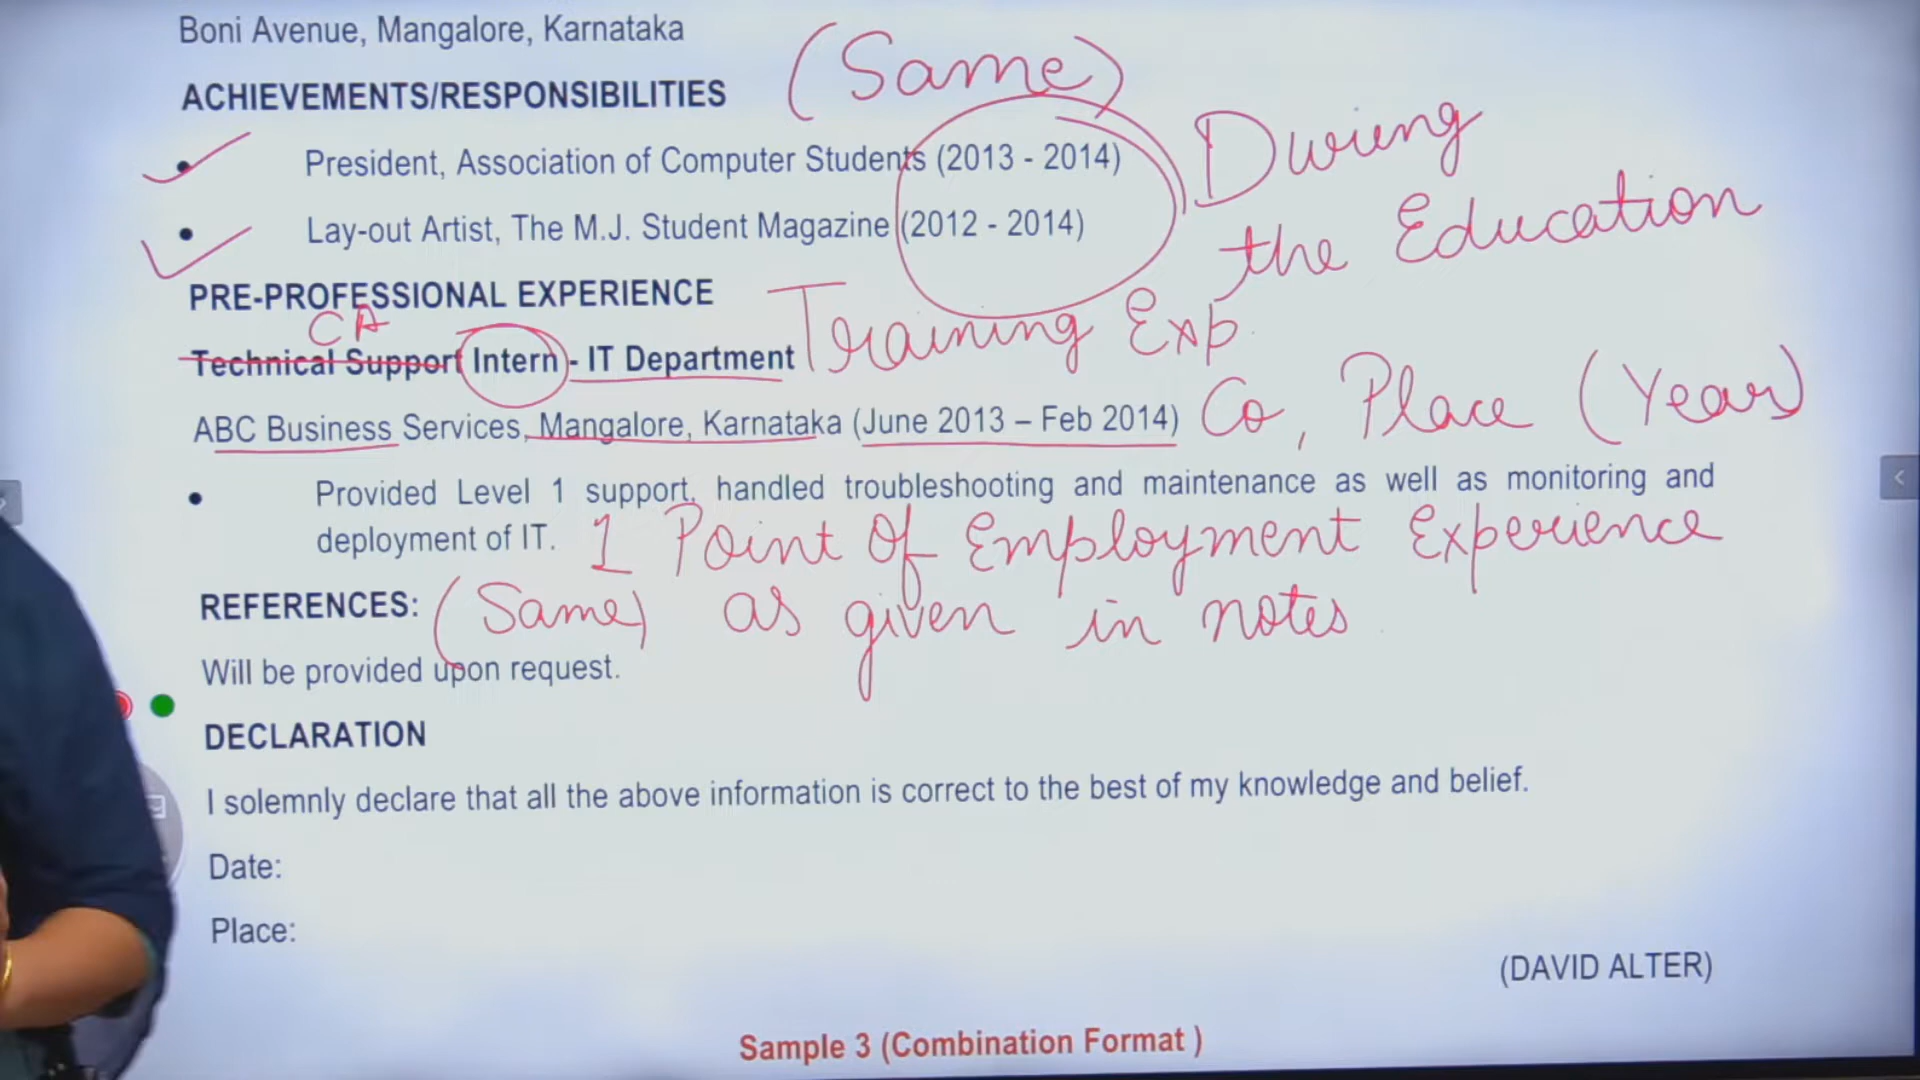 Boni Avenue, Mangalore, Karnataka
(Same)
ACHIEVEMENTS/RESPONSIBILITIES
• President, Association of Computer Students (2013 - 2014)
During
the Education
• Lay-out Artist, The M.J. Student Magazine (2012 - 2014)
PRE-PROFESSIONAL EXPERIENCE
Training Exp.
CA
Technical Support Intern - IT Department
ABC Business Services, Mangalore, Karnataka (June 2013 – Feb 2014)
Co, Place (Year)
• Provided Level 1 support, handled troubleshooting and maintenance as well as monitoring and
deployment of IT.
1 Point Of Employment Experience
REFERENCES:
(Same) as given in notes
Will be provided upon request.
DECLARATION
I solemnly declare that all the above information is correct to the best of my knowledge and belief.
Date:
Place:
(DAVID ALTER)
Sample 3 (Combination Format )